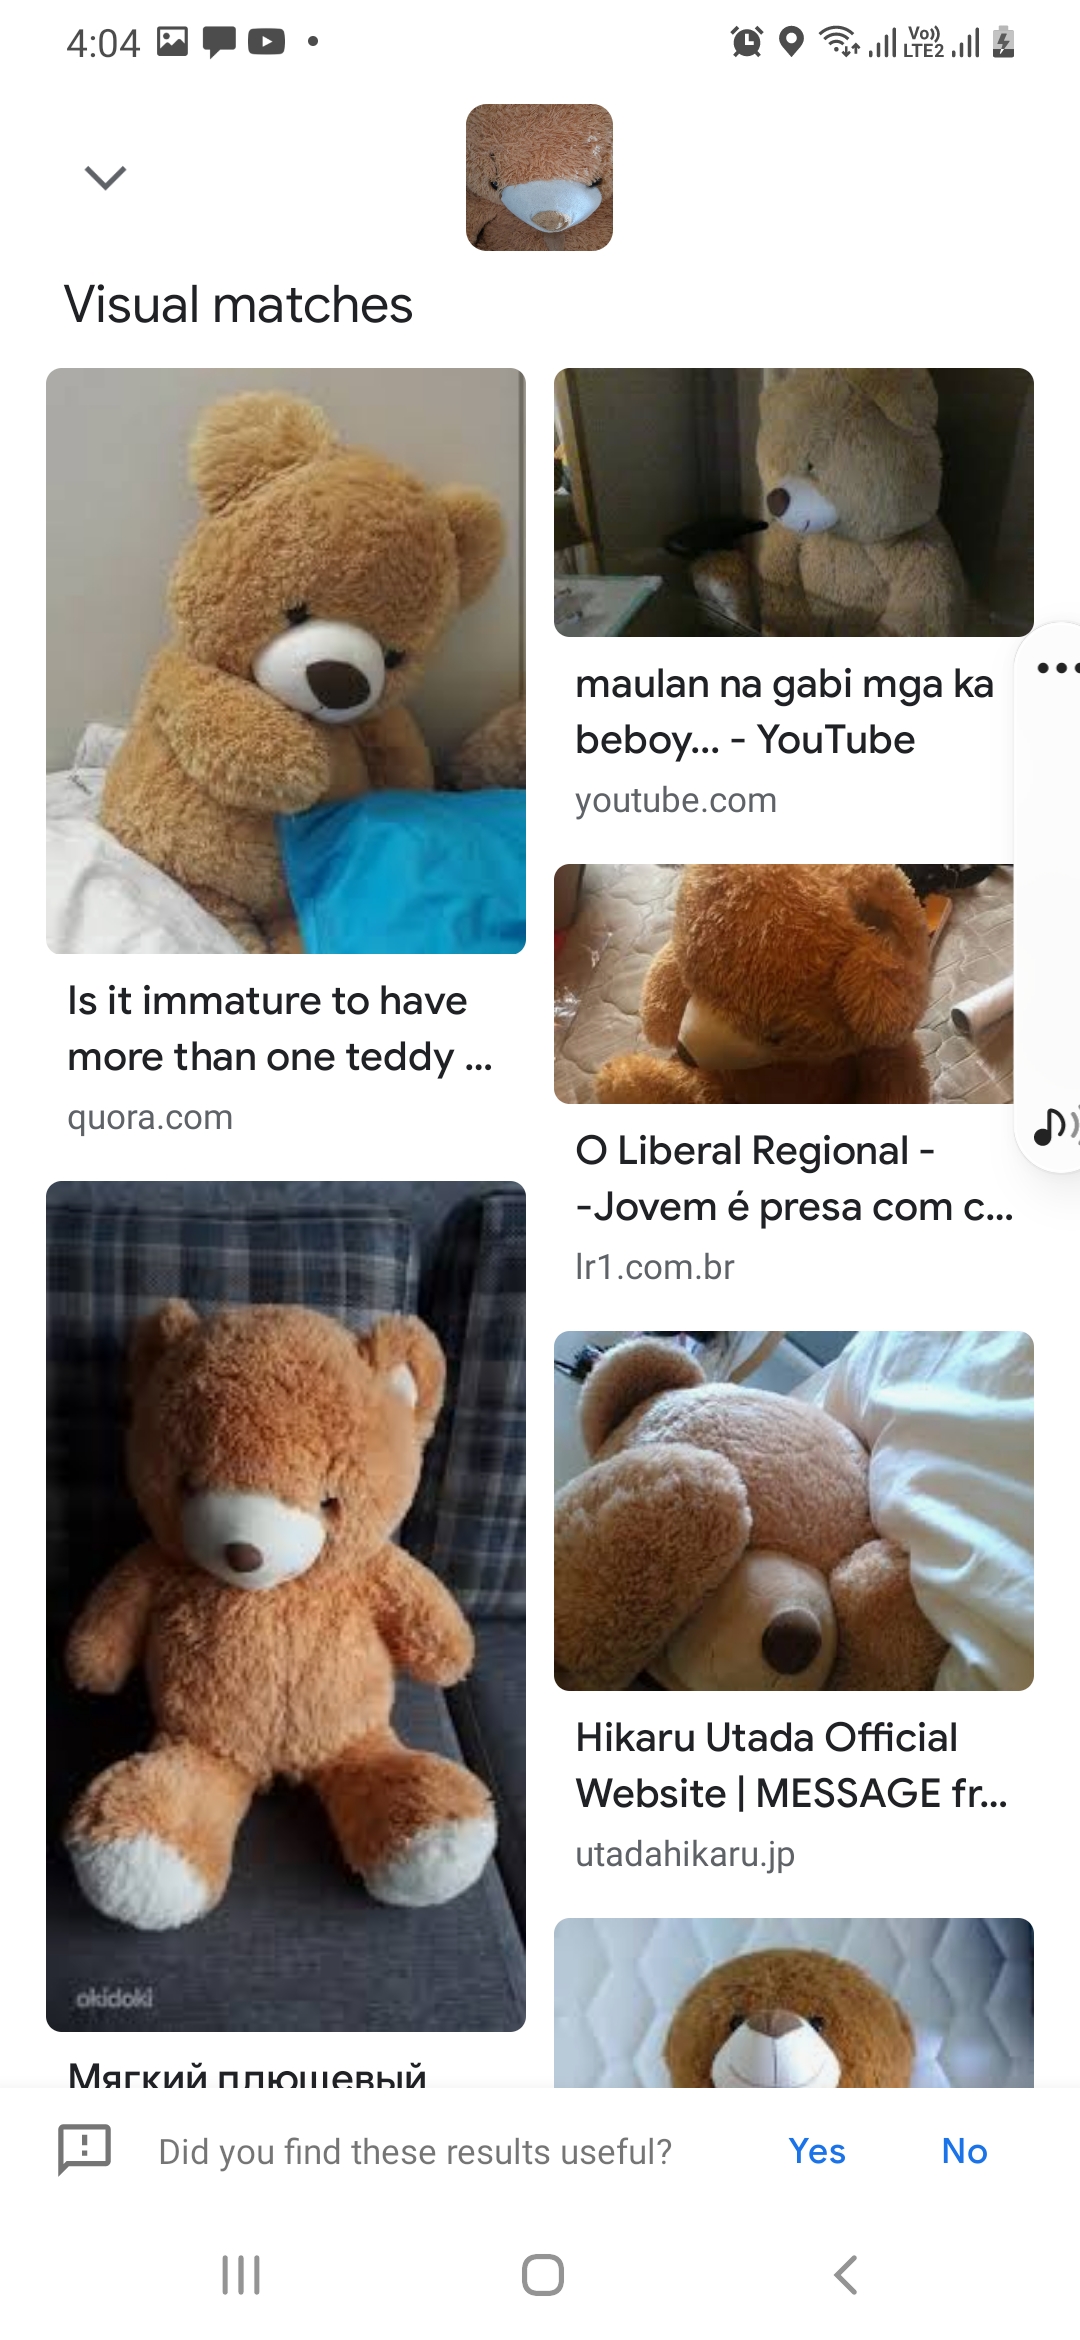 4:04
Vo))
LTE2
Visual matches
Is it immature to have
more than one teddy ...
quora.com
okidoki
Мягкий плюшевый
maulan na gabi mga ka
beboy... - YouTube
youtube.com
O Liberal Regional -
-Jovem é presa com c...
lr1.com.br
Hikaru Utada Official
Website | MESSAGE fr...
utadahikaru.jp
Did you find these results useful?
Yes
No